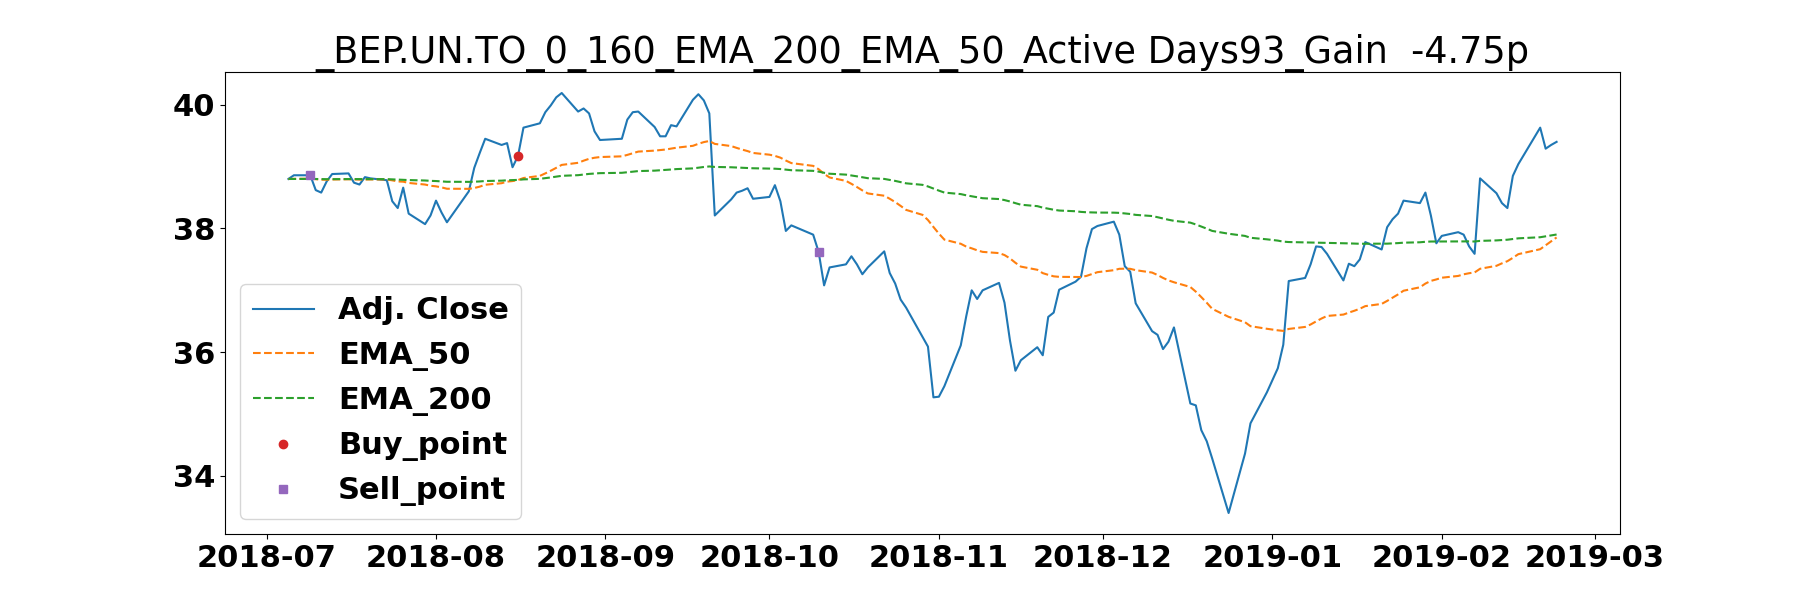 _BEP.UN.TO_0_160_EMA_200_EMA_50_Active Days93_Gain  -4.75p
40
38
36
34
Adj. Close
EMA_50
EMA_200
Buy_point
Sell_point
2018-07 2018-08 2018-09 2018-10 2018-11 2018-12 2019-01 2019-02 2019-03